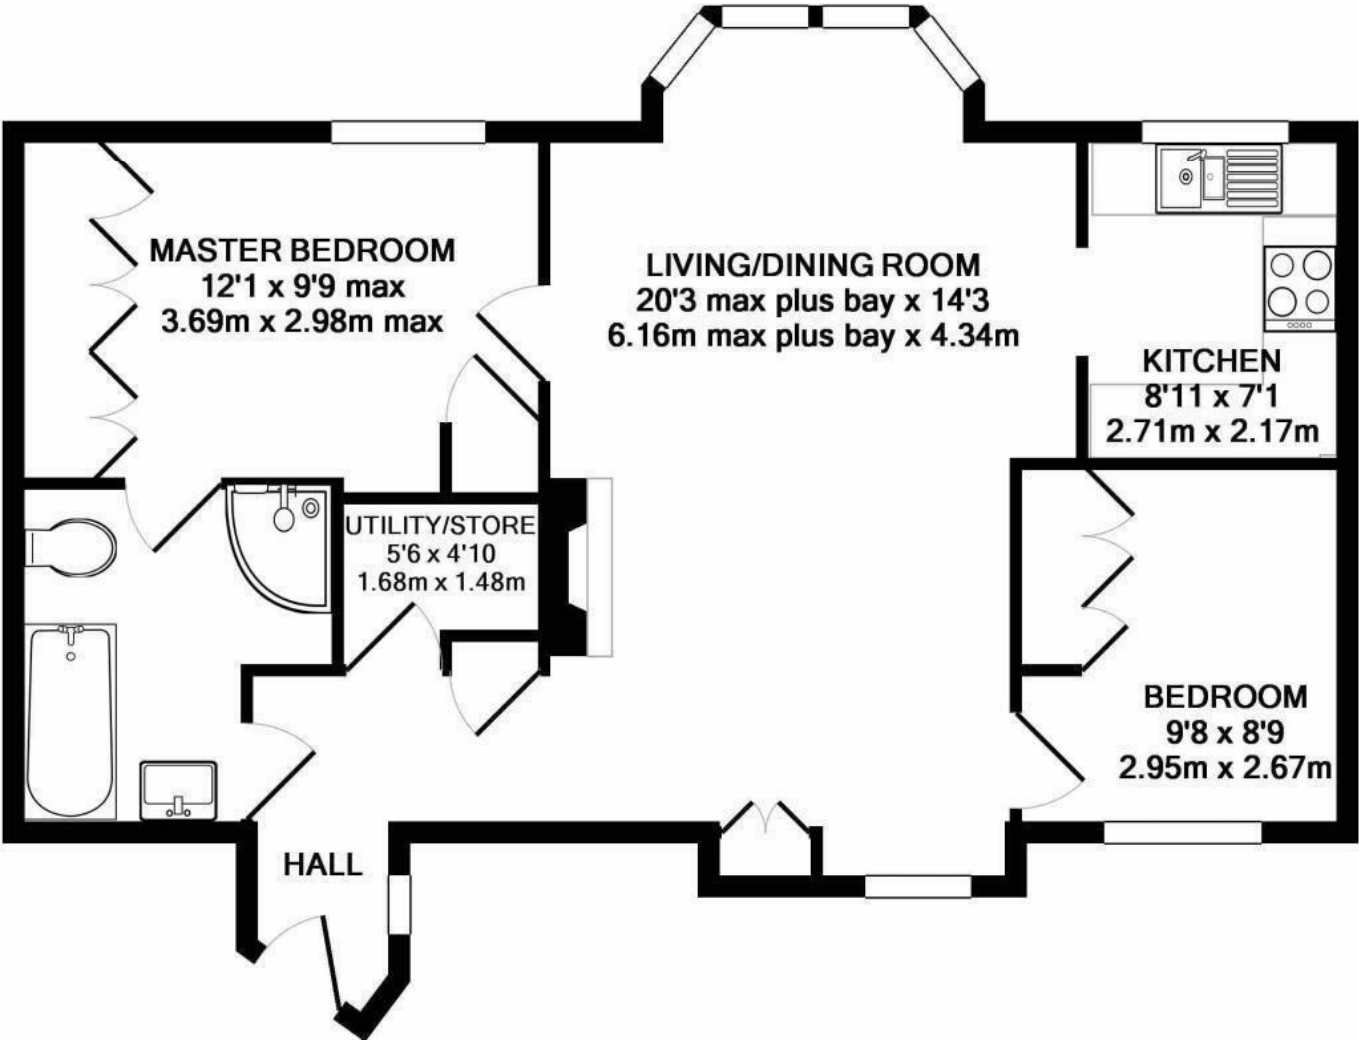 MASTER BEDROOM
12'1 x 9'9 max
3.69m x 2.98m max
LIVING/DINING ROOM
20'3 max plus bay x 14'3
6.16m max plus bay x 4.34m
KITCHEN
8'11 x 7'1
2.71m x 2.17m
UTILITY/STORE
5'6 x 4'10
1.68m x 1.48m
BEDROOM
9'8 x 8'9
2.95m x 2.67m
HALL